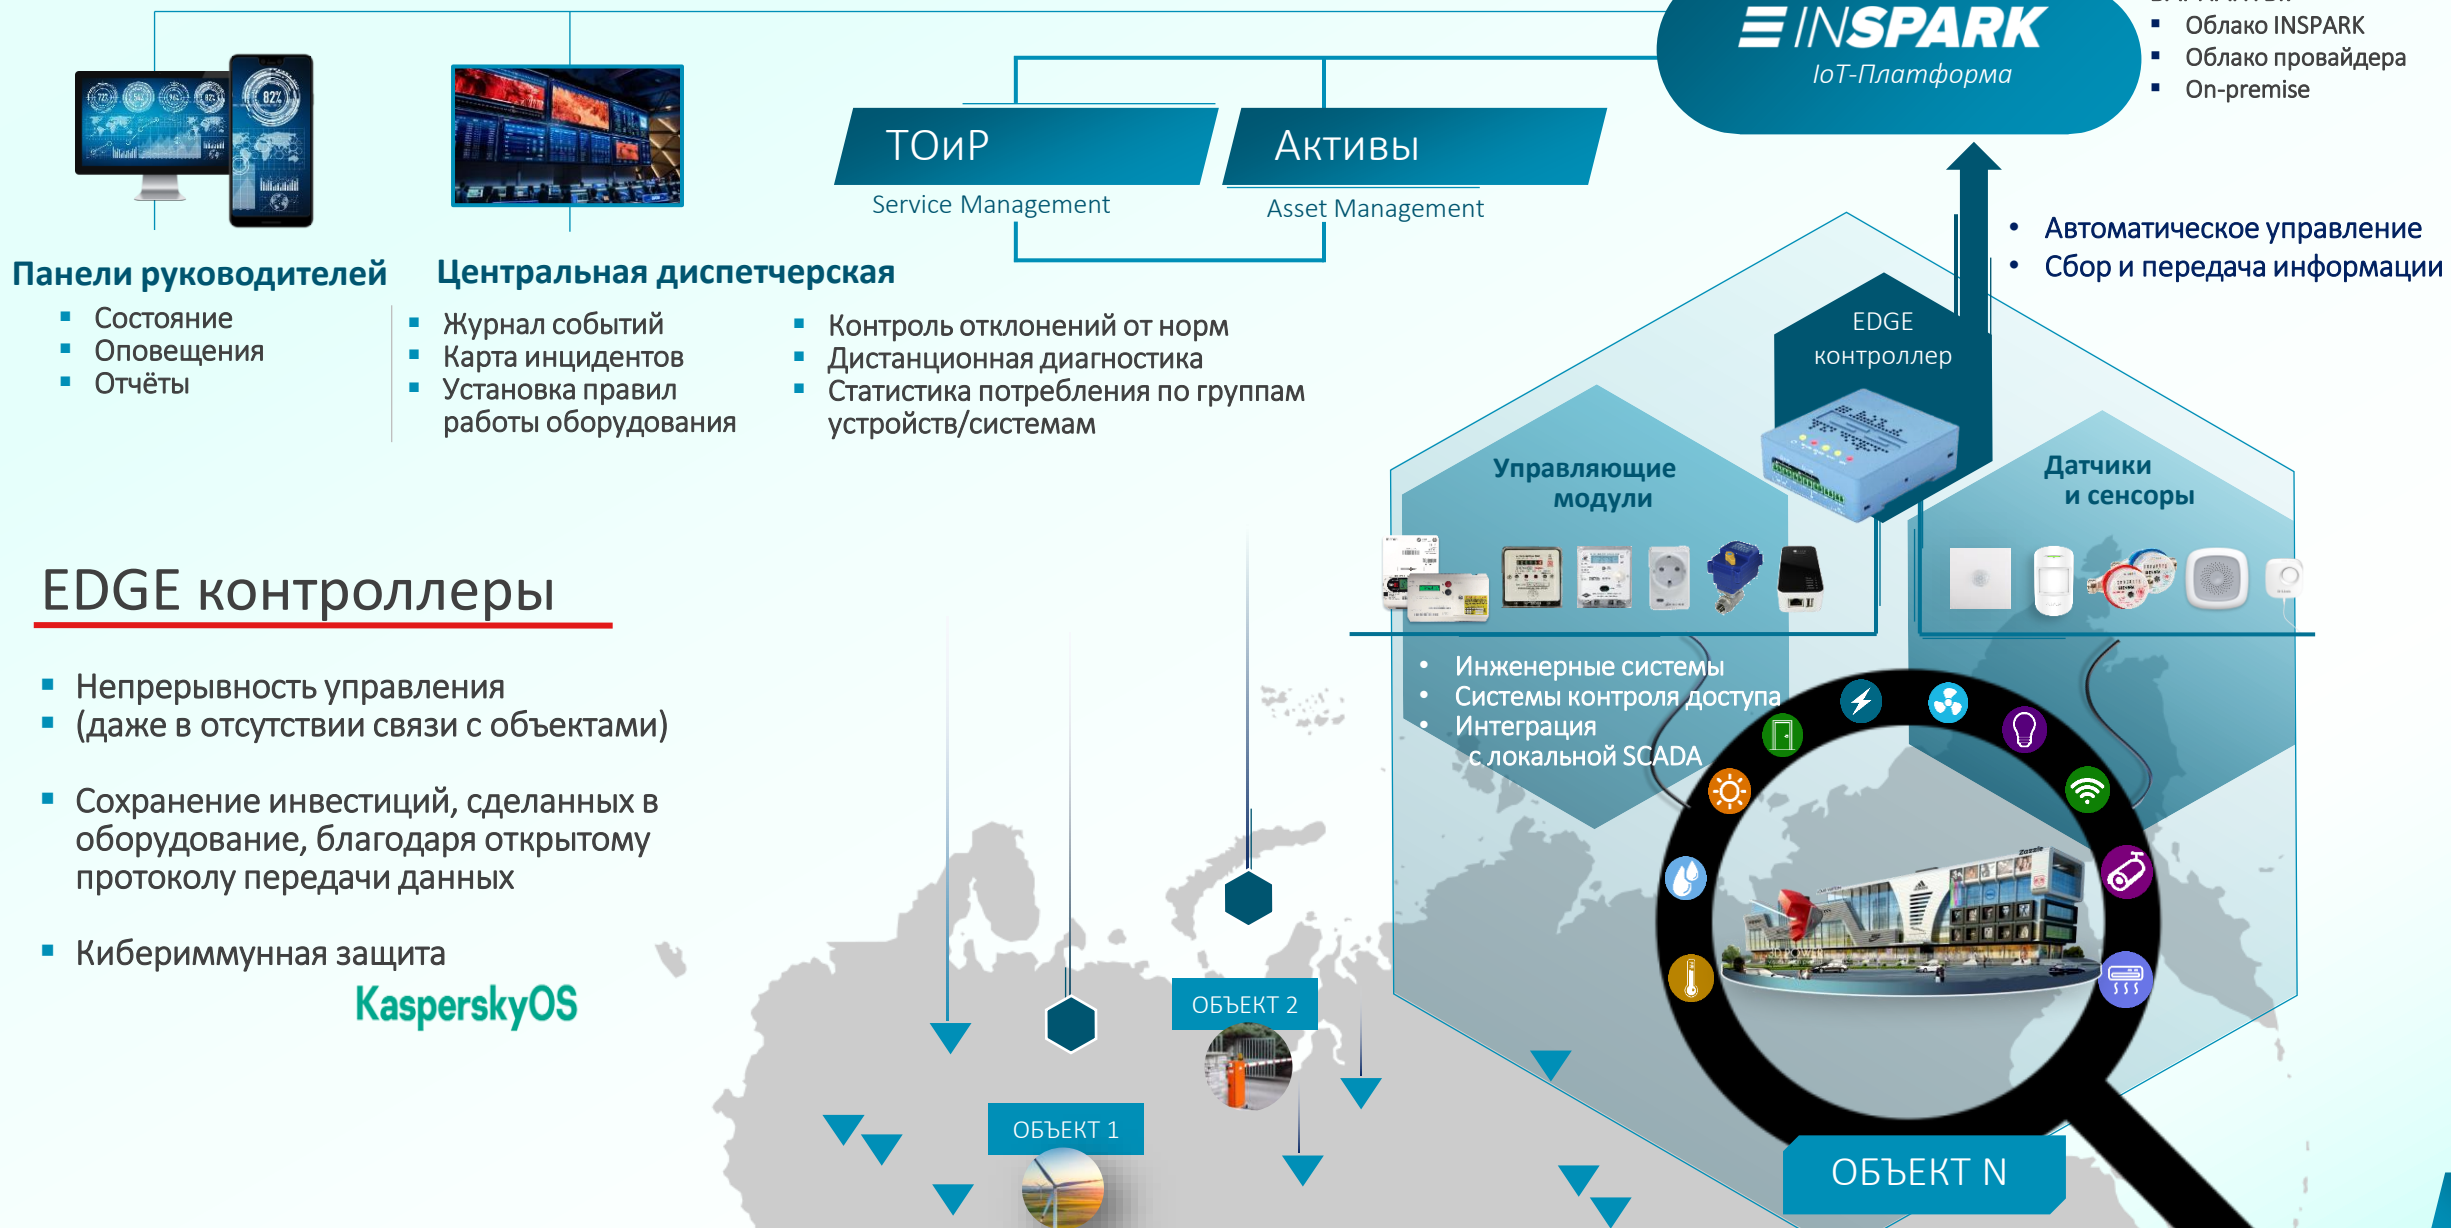 INSPARK
IoT-Платформа
Облако INSPARK
Облако провайдера
On-premise
82%
ТОиР
Service Management
Активы
Asset Management
Панели руководителей
Состояние
Оповещения
Отчёты
Центральная диспетчерская
Журнал событий
Карта инцидентов
Установка правил
работы оборудования
Контроль отклонений от норм
Дистанционная диагностика
Статистика потребления по группам
устройств/системам
Автоматическое управление
Сбор и передача информации
EDGE
контроллер
Управляющие
модули
Датчики
и сенсоры
Инженерные системы
Системы контроля доступа
Интеграция
с локальной SCADA
EDGE контроллеры
Непрерывность управления
(даже в отсутствии связи с объектами)
Сохранение инвестиций, сделанных в
оборудование, благодаря открытому
протоколу передачи данных
Кибериммунная защита
KasperskyOS
ОБЪЕКТ 2
ОБЪЕКТ 1
ОБЪЕКТ N